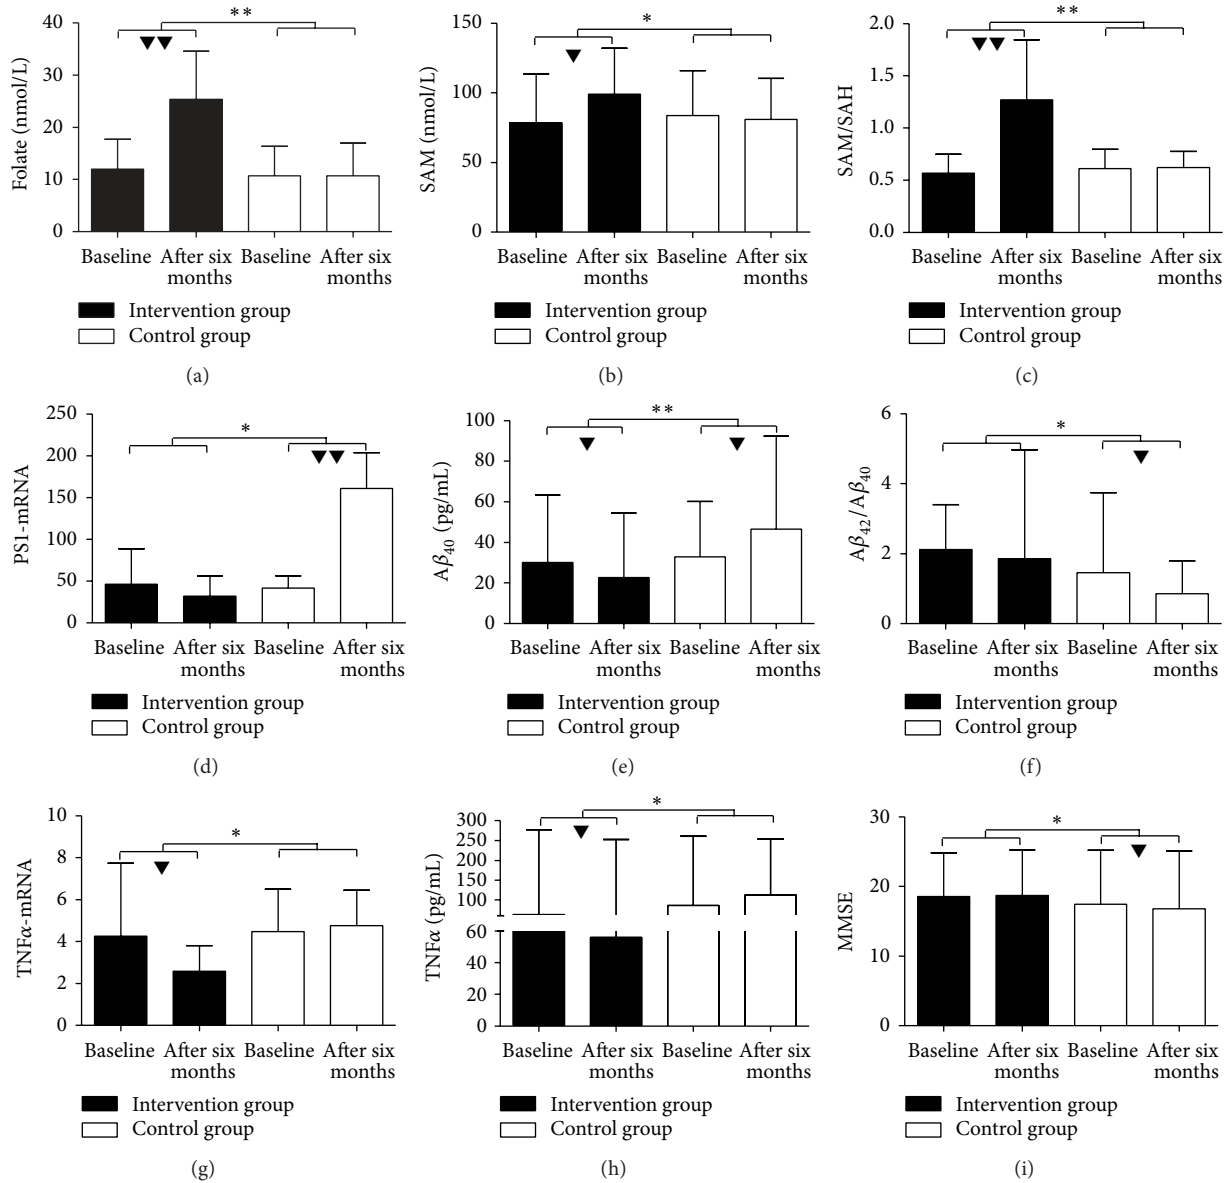 **
Folate (nmol/L)
40
30
20
10
0
▼▼
Baseline After six Baseline After six
months months
Intervention group
Control group
(a)
*
SAM (nmol/L)
150
100
50
0
▼
Baseline After six Baseline After six
months months
Intervention group
Control group
(b)
**
SAM/SAH
2.0
1.5
1.0
0.5
0.0
▼▼
Baseline After six Baseline After six
months months
Intervention group
Control group
(c)
*
PS1-mRNA
250
200
150
100
50
0
▼▼
Baseline After six Baseline After six
months months
Intervention group
Control group
(d)
**
Aβ40 (pg/mL)
100
80
60
40
20
0
▼ ▼
Baseline After six Baseline After six
months months
Intervention group
Control group
(e)
*
Aβ42/Aβ40
6
4
2
0
▼
Baseline After six Baseline After six
months months
Intervention group
Control group
(f)
*
TNFα-mRNA
10
8
6
4
2
0
▼
Baseline After six Baseline After six
months months
Intervention group
Control group
(g)
*
TNFα (pg/mL)
300
250
200
150
100
60
40
20
0
▼
Baseline After six Baseline After six
months months
Intervention group
Control group
(h)
*
MMSE
30
20
10
0
▼
Baseline After six Baseline After six
months months
Intervention group
Control group
(i)